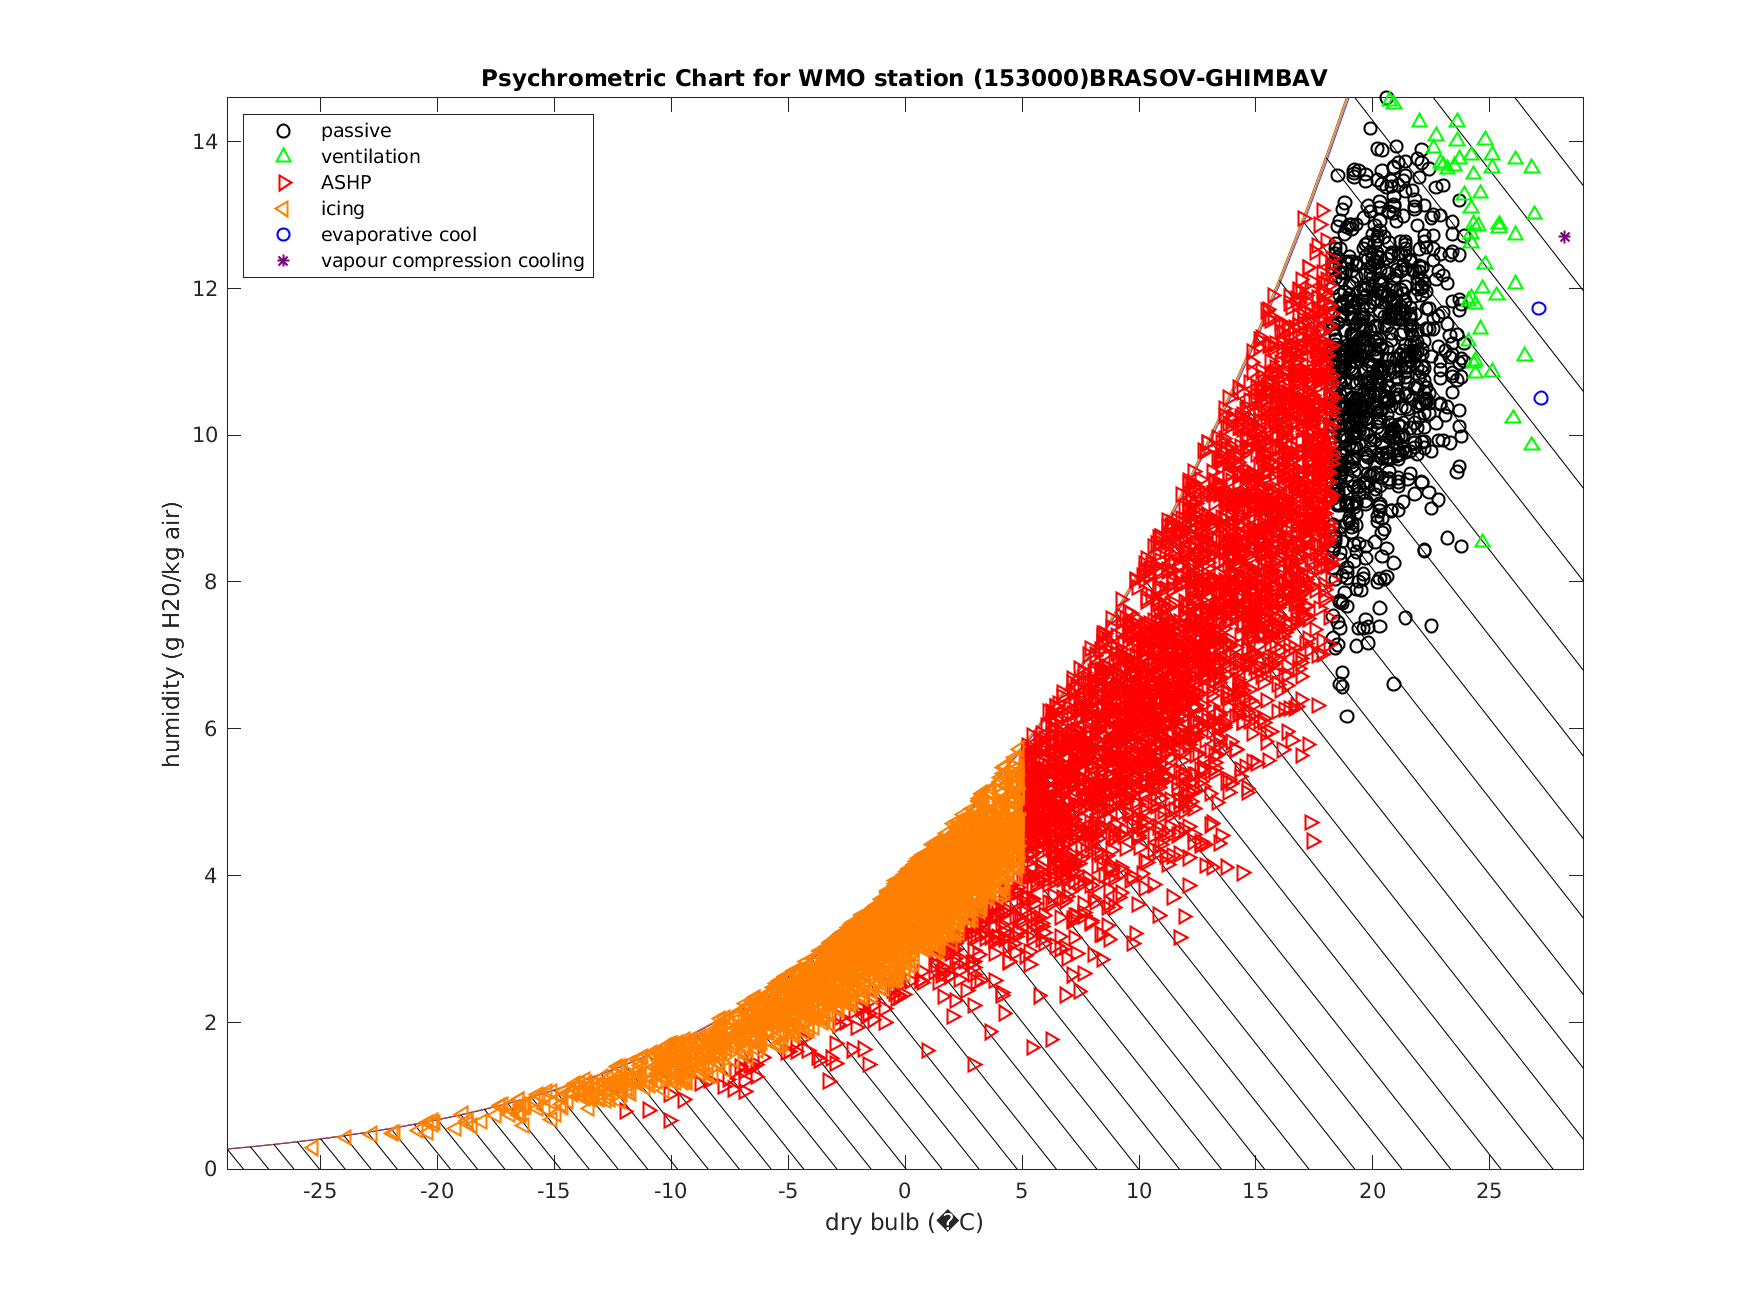 Psychrometric Chart for WMO station (153000)BRASOV-GHIMBAV
passive
ventilation
ASHP
icing
evaporative cool
vapour compression cooling
humidity (g H20/kg air)
14
12
10
8
6
4
2
0
-25 -20 -15 -10 -5 0 5 10 15 20 25
dry bulb (�C)